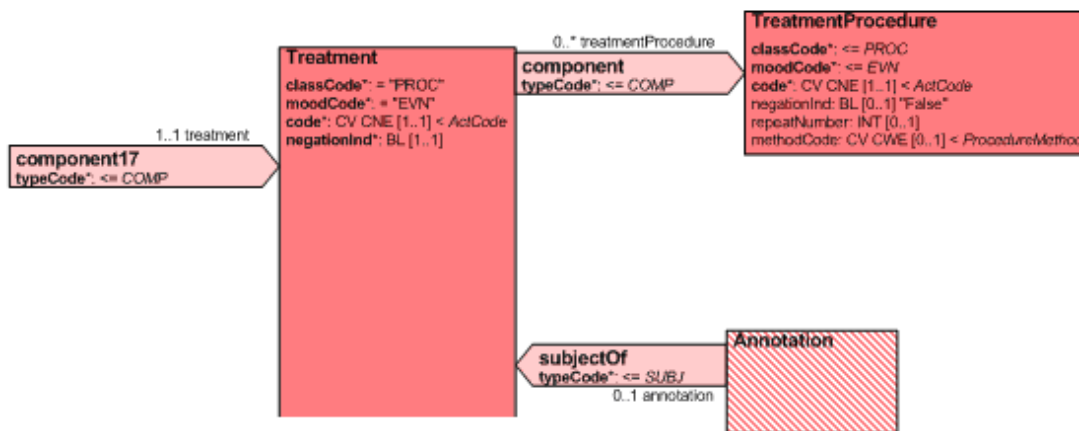 TreatmentProcedure
classCode*: <= PROC
moodCode*: <= EVN
code*: CV CNE [1..1] < ActCode
negationInd: BL [0..1] "False"
repeatNumber: INT [0..1]
methodCode: CV CWE [0..1] < ProcedureMethod
0..* treatmentProcedure
component
typeCode*: <= COMP
Treatment
classCode*: = "PROC"
moodCode*: = "EVN"
code*: CV CNE [1..1] < ActCode
negationInd*: BL [1..1]
1..1 treatment
component17
typeCode*: <= COMP
subjectOf
typeCode*: <= SUBJ
0..1 annotation
Annotation